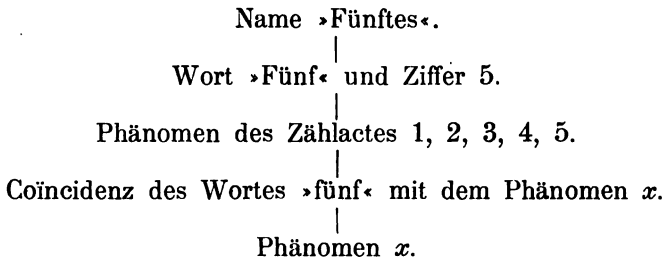 Name »Fünftes«.
Wort »Fünf« und Ziffer 5.
Phänomen des Zählactes 1, 2, 3, 4, 5.
Coïncidenz des Wortes »fünf« mit dem Phänomen x.
Phänomen x.